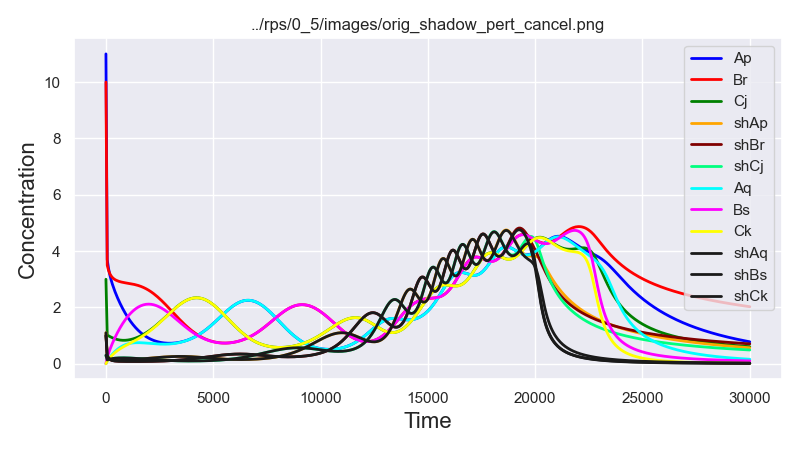 ../rps/0_5/images/orig_shadow_pert_cancel.png
Concentration
10
8
6
4
2
0
0
5000
10000
15000
20000
25000
30000
Time
Ap
Br
Cj
shAp
shBr
shCj
Aq
Bs
Ck
shAq
shBs
shCk